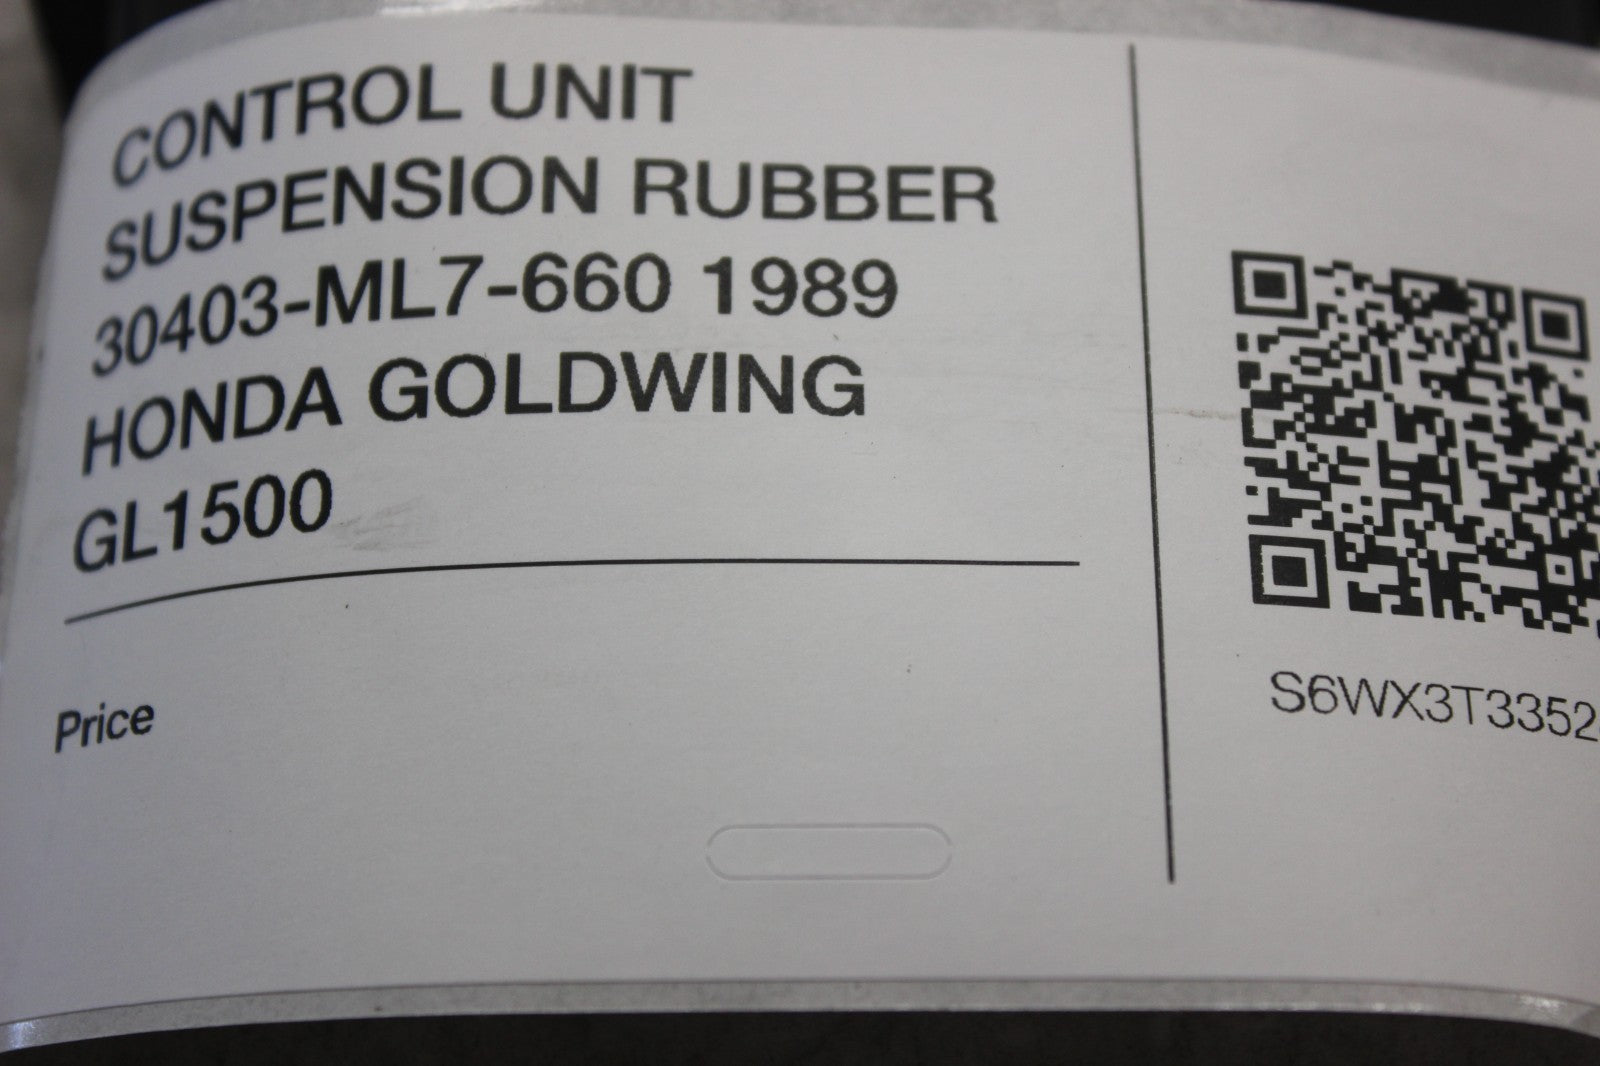 CONTROL UNIT
SUSPENSION RUBBER
30403-ML7-660 1989
HONDA GOLDWING
GL1500
Price
S6WX3T3352